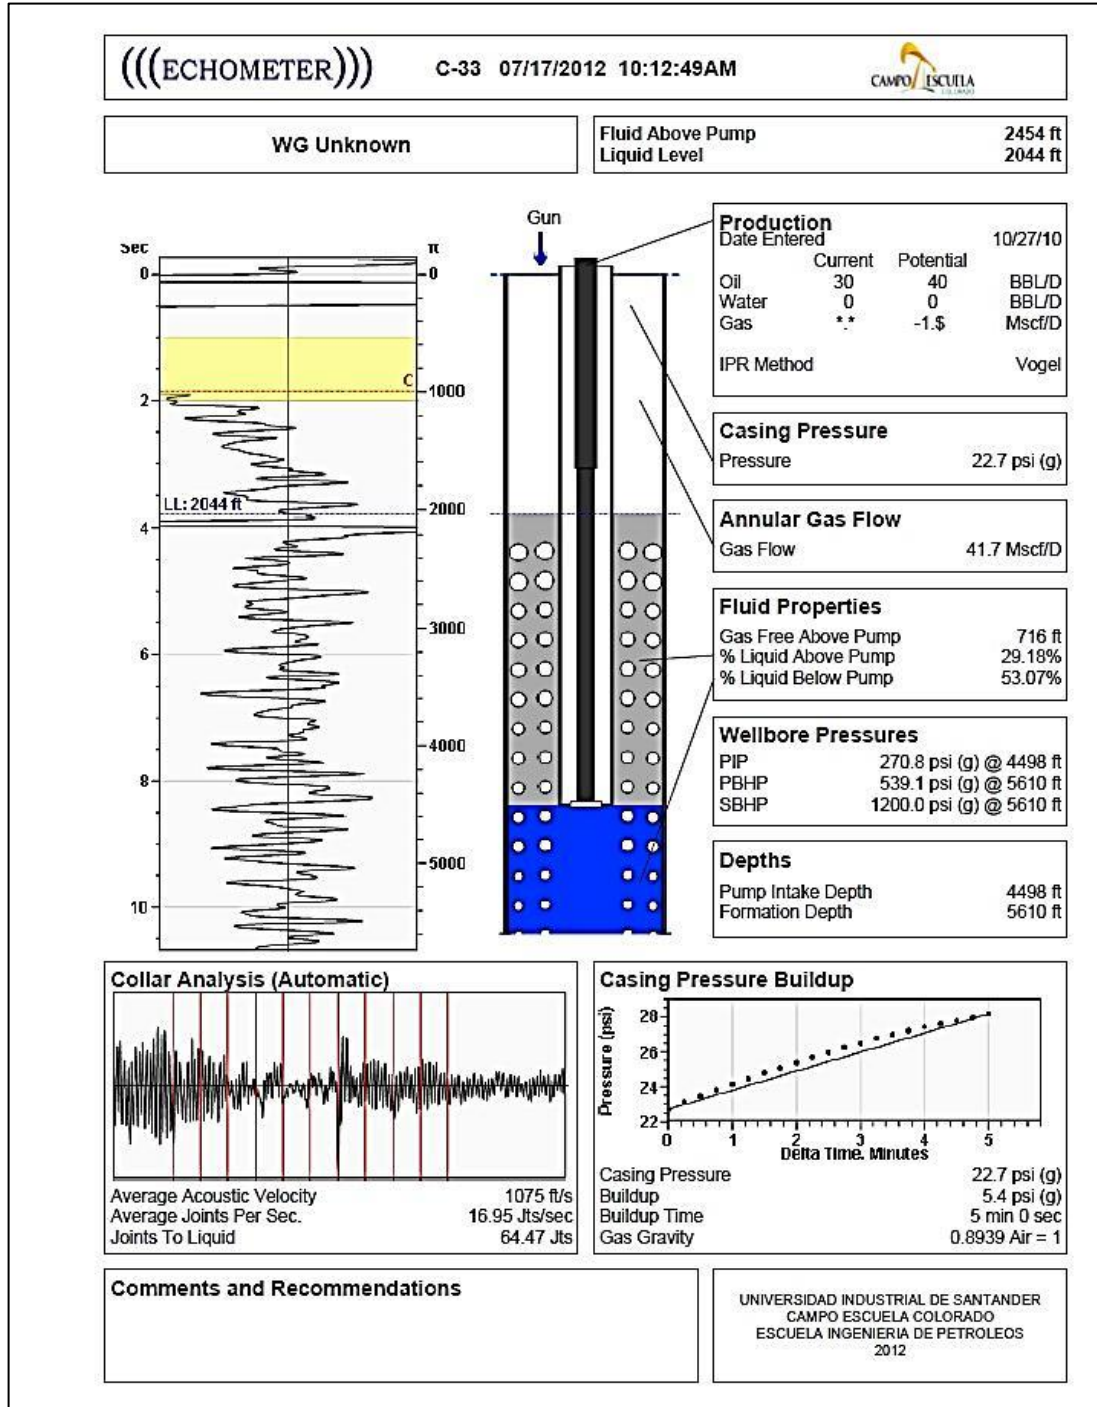 (((ECHOMETER))) C-33 07/17/2012 10:12:49AM CAMPO ESCUELA
COLORADO
WG Unknown
Fluid Above Pump 2454 ft
Liquid Level 2044 ft
Sec ft
0 0
C
1000
2
LL: 2044 ft
2000
4
3000
6
4000
8
5000
10
Gun
Production
Date Entered 10/27/10
Current Potential
Oil 30 40 BBL/D
Water 0 0 BBL/D
Gas *.* -1.$ Mscf/D
IPR Method Vogel
Casing Pressure
Pressure 22.7 psi (g)
Annular Gas Flow
Gas Flow 41.7 Mscf/D
Fluid Properties
Gas Free Above Pump 716 ft
% Liquid Above Pump 29.18%
% Liquid Below Pump 53.07%
Wellbore Pressures
PIP 270.8 psi (g) @ 4498 ft
PBHP 539.1 psi (g) @ 5610 ft
SBHP 1200.0 psi (g) @ 5610 ft
Depths
Pump Intake Depth 4498 ft
Formation Depth 5610 ft
Collar Analysis (Automatic)
Average Acoustic Velocity 1075 ft/s
Average Joints Per Sec. 16.95 Jts/sec
Joints To Liquid 64.47 Jts
Casing Pressure Buildup
Pressure (psi)
28
26
24
22
0 1 2 3 4 5
Delta Time. Minutes
Casing Pressure 22.7 psi (g)
Buildup 5.4 psi (g)
Buildup Time 5 min 0 sec
Gas Gravity 0.8939 Air = 1
Comments and Recommendations
UNIVERSIDAD INDUSTRIAL DE SANTANDER
CAMPO ESCUELA COLORADO
ESCUELA INGENIERIA DE PETROLEOS
2012